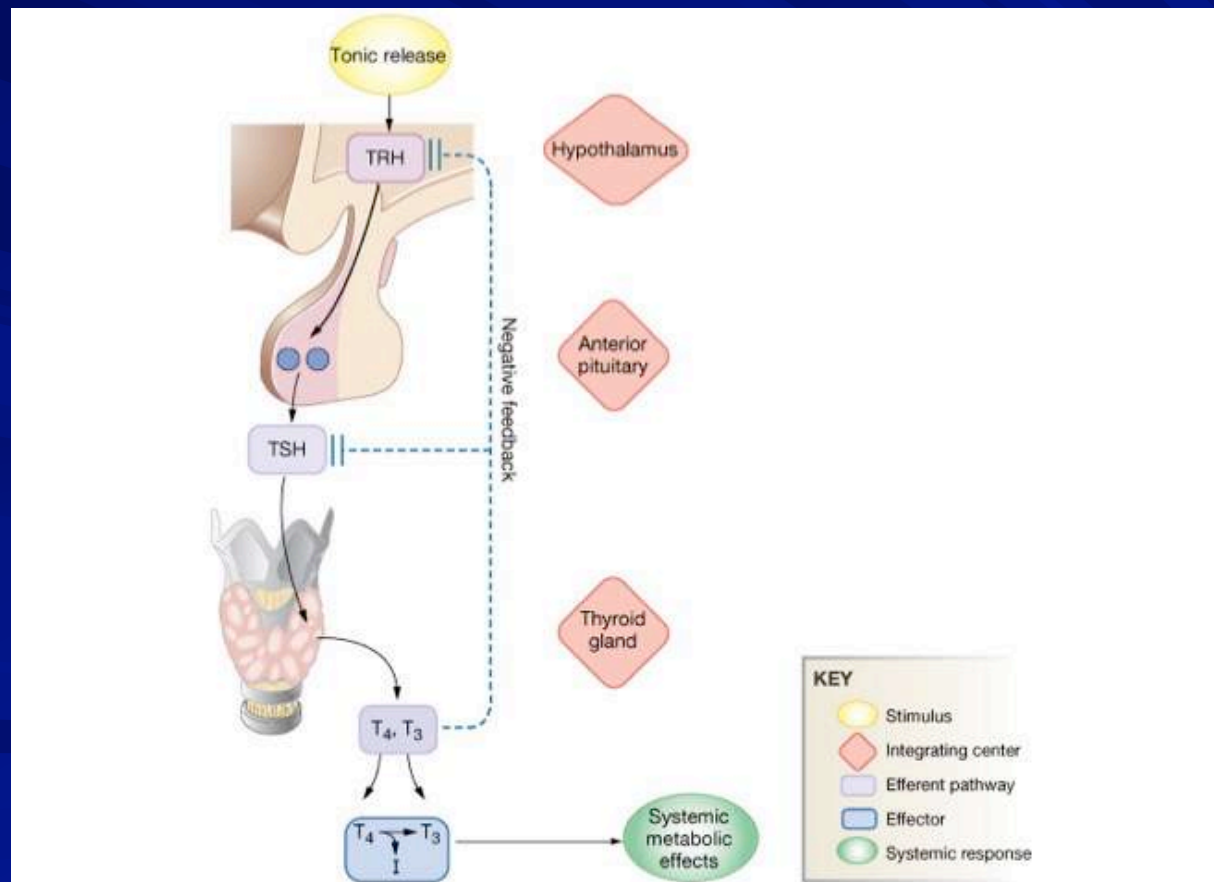 Tonic release
TRH
Hypothalamus
Negative feedback
Anterior
pituitary
TSH
Thyroid
gland
T₄, T₃
T₄ T₃
I
Systemic
metabolic
effects
KEY
Stimulus
Integrating center
Efferent pathway
Effector
Systemic response